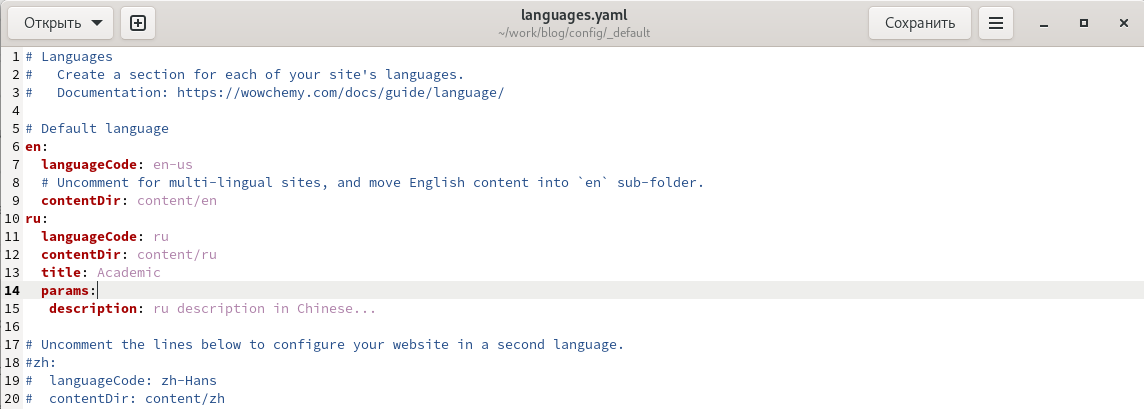 Открыть
languages.yaml
~/work/blog/config/_default
Сохранить
1 # Languages
2 #   Create a section for each of your site's languages.
3 #   Documentation: https://wowchemy.com/docs/guide/language/
4
5 # Default language
6 en:
7   languageCode: en-us
8   # Uncomment for multi-lingual sites, and move English content into `en` sub-folder.
9   contentDir: content/en
10 ru:
11   languageCode: ru
12   contentDir: content/ru
13   title: Academic
14   params:
15    description: ru description in Chinese...
16
17 # Uncomment the lines below to configure your website in a second language.
18 #zh:
19 #  languageCode: zh-Hans
20 #  contentDir: content/zh